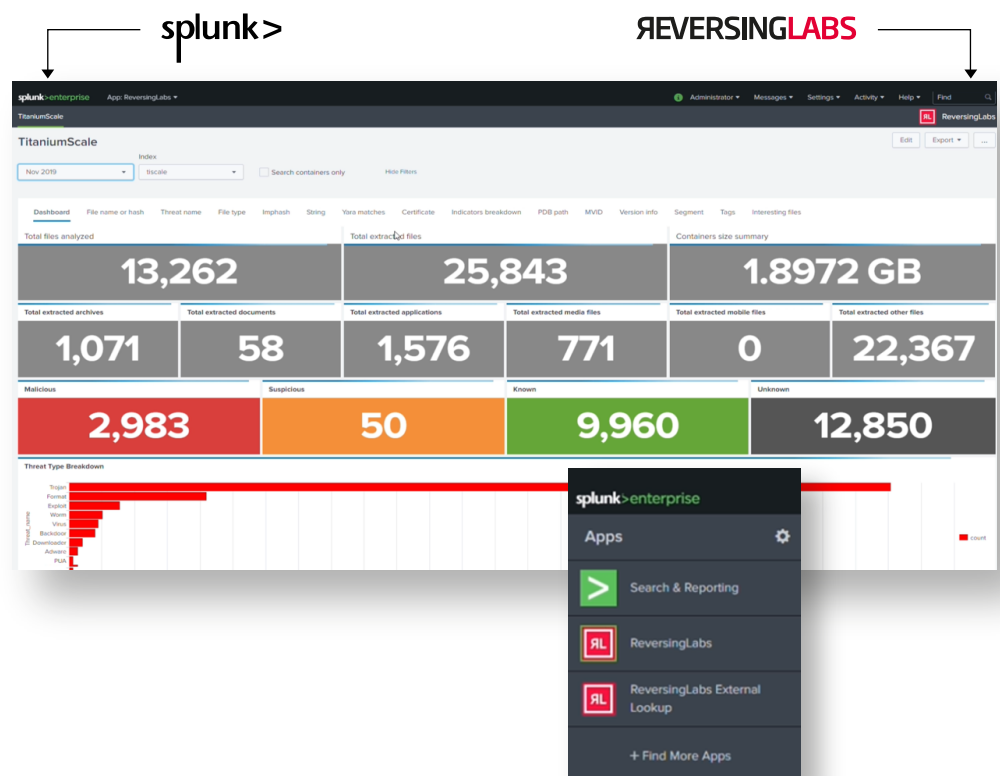 splunk>
ЯEVERSINGLABS
splunk>enterprise App: ReversingLabs
Administrator Messages Settings Activity Help Find
TitaniumScale
ЯL ReversingLabs
TitaniumScale
Edit Export ...
Index
Nov 2019 tiscale Search containers only Hide Filters
Dashboard File name or hash Threat name File type Imphash String Yara matches Certificate Indicators breakdown PDB path MVID Version info Segment Tags Interesting files
Total files analyzed Total extracted files Containers size summary
13,262 25,843 1.8972 GB
Total extracted archives Total extracted documents Total extracted applications Total extracted media files Total extracted mobile files Total extracted other files
1,071 58 1,576 771 0 22,367
Malicious Suspicious Known Unknown
2,983 50 9,960 12,850
Threat Type Breakdown
Threat_name
Trojan
Format
Exploit
Worm
Virus
Backdoor
Downloader
Adware
PUA
count
splunk>enterprise
Apps
> Search & Reporting
ЯL ReversingLabs
ЯL ReversingLabs External
Lookup
+ Find More Apps